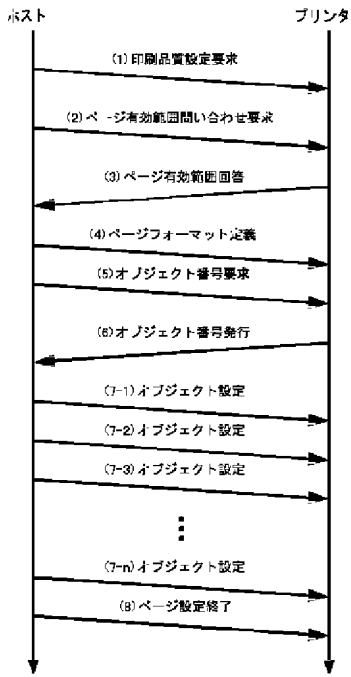 ホスト
プリンタ
(1)印刷品質設定要求
(2)ページ有効範囲問い合わせ要求
(3)ページ有効範囲回答
(4)ページフォーマット定義
(5)オブジェクト番号要求
(6)オブジェクト番号発行
(7-1)オブジェクト設定
(7-2)オブジェクト設定
(7-3)オブジェクト設定
(7-n)オブジェクト設定
(8)ページ設定終了